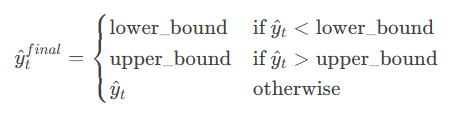 lower_bound if ŷ_t < lower_bound
ŷ_t^{final} = { upper_bound if ŷ_t > upper_bound
ŷ_t otherwise